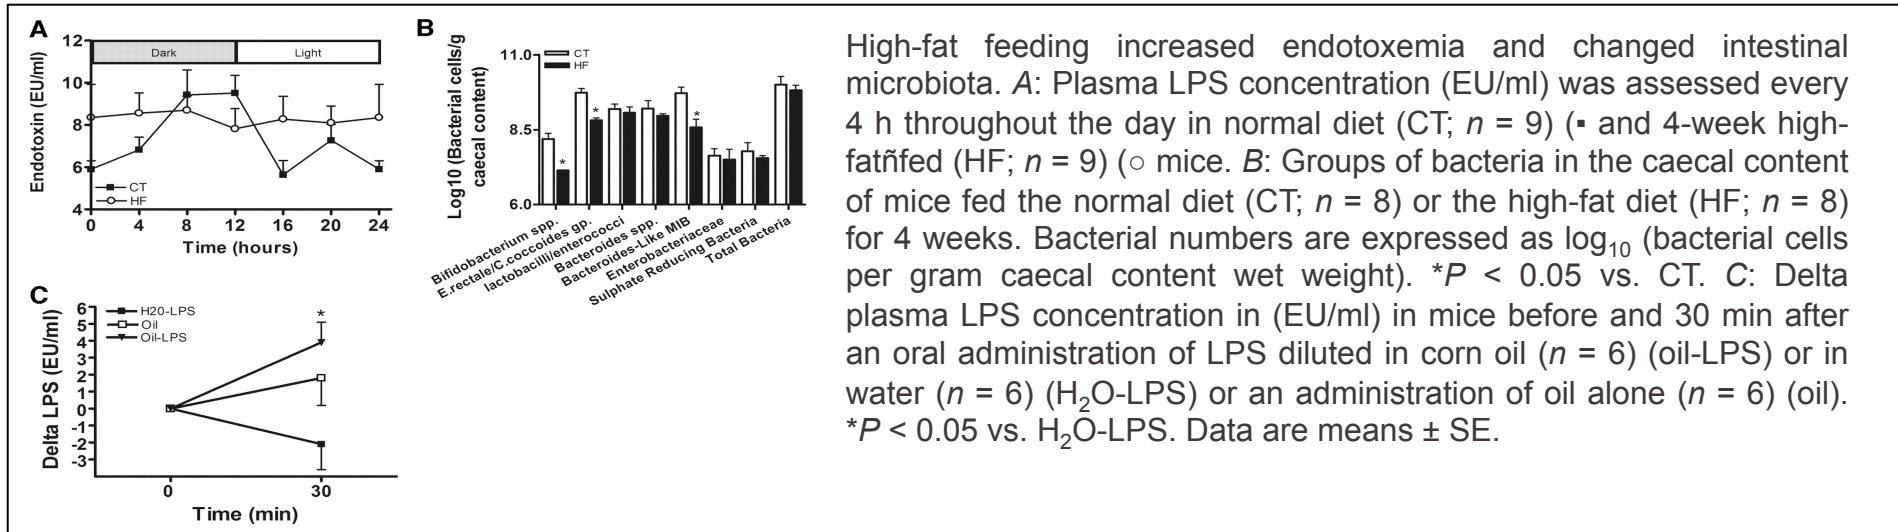 A
12
10
8
6
4
Endotoxin (EU/ml)
Dark
Light
CT
HF
0 4 8 12 16 20 24
Time (hours)
B
Log10 (Bacterial cells/g
caecal content)
11.0
8.5
6.0
CT
HF
*
*
*
Bifidobacterium spp.
E.rectale/C.coccoides gp.
lactobacilli/enterococci
Bacteroides spp.
Bacteroides-Like MIB
Enterobacteriaceae
Sulphate Reducing Bacteria
Total Bacteria
C
Delta LPS (EU/ml)
6
5
4
3
2
1
0
-1
-2
-3
H20-LPS
Oil
Oil-LPS
*
0 30
Time (min)
High-fat feeding increased endotoxemia and changed intestinal
microbiota. A: Plasma LPS concentration (EU/ml) was assessed every
4 h throughout the day in normal diet (CT; n = 9) (▪ and 4-week high-
fatñfed (HF; n = 9) (○ mice. B: Groups of bacteria in the caecal content
of mice fed the normal diet (CT; n = 8) or the high-fat diet (HF; n = 8)
for 4 weeks. Bacterial numbers are expressed as log10 (bacterial cells
per gram caecal content wet weight). *P < 0.05 vs. CT. C: Delta
plasma LPS concentration in (EU/ml) in mice before and 30 min after
an oral administration of LPS diluted in corn oil (n = 6) (oil-LPS) or in
water (n = 6) (H2O-LPS) or an administration of oil alone (n = 6) (oil).
*P < 0.05 vs. H2O-LPS. Data are means ± SE.